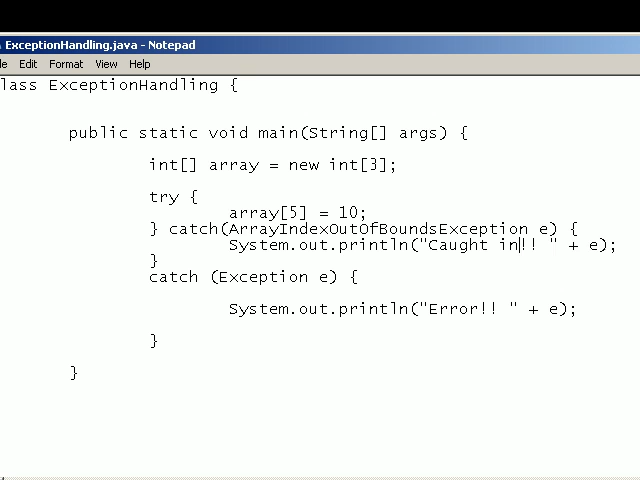 ExceptionHandling.java - Notepad
Edit Format View Help
lass ExceptionHandling {
public static void main(String[] args) {
int[] array = new int[3];
try {
array[5] = 10;
} catch(ArrayIndexOutOfBoundsException e) {
System.out.println("Caught in!! " + e);
}
catch (Exception e) {
System.out.println("Error!! " + e);
}
}